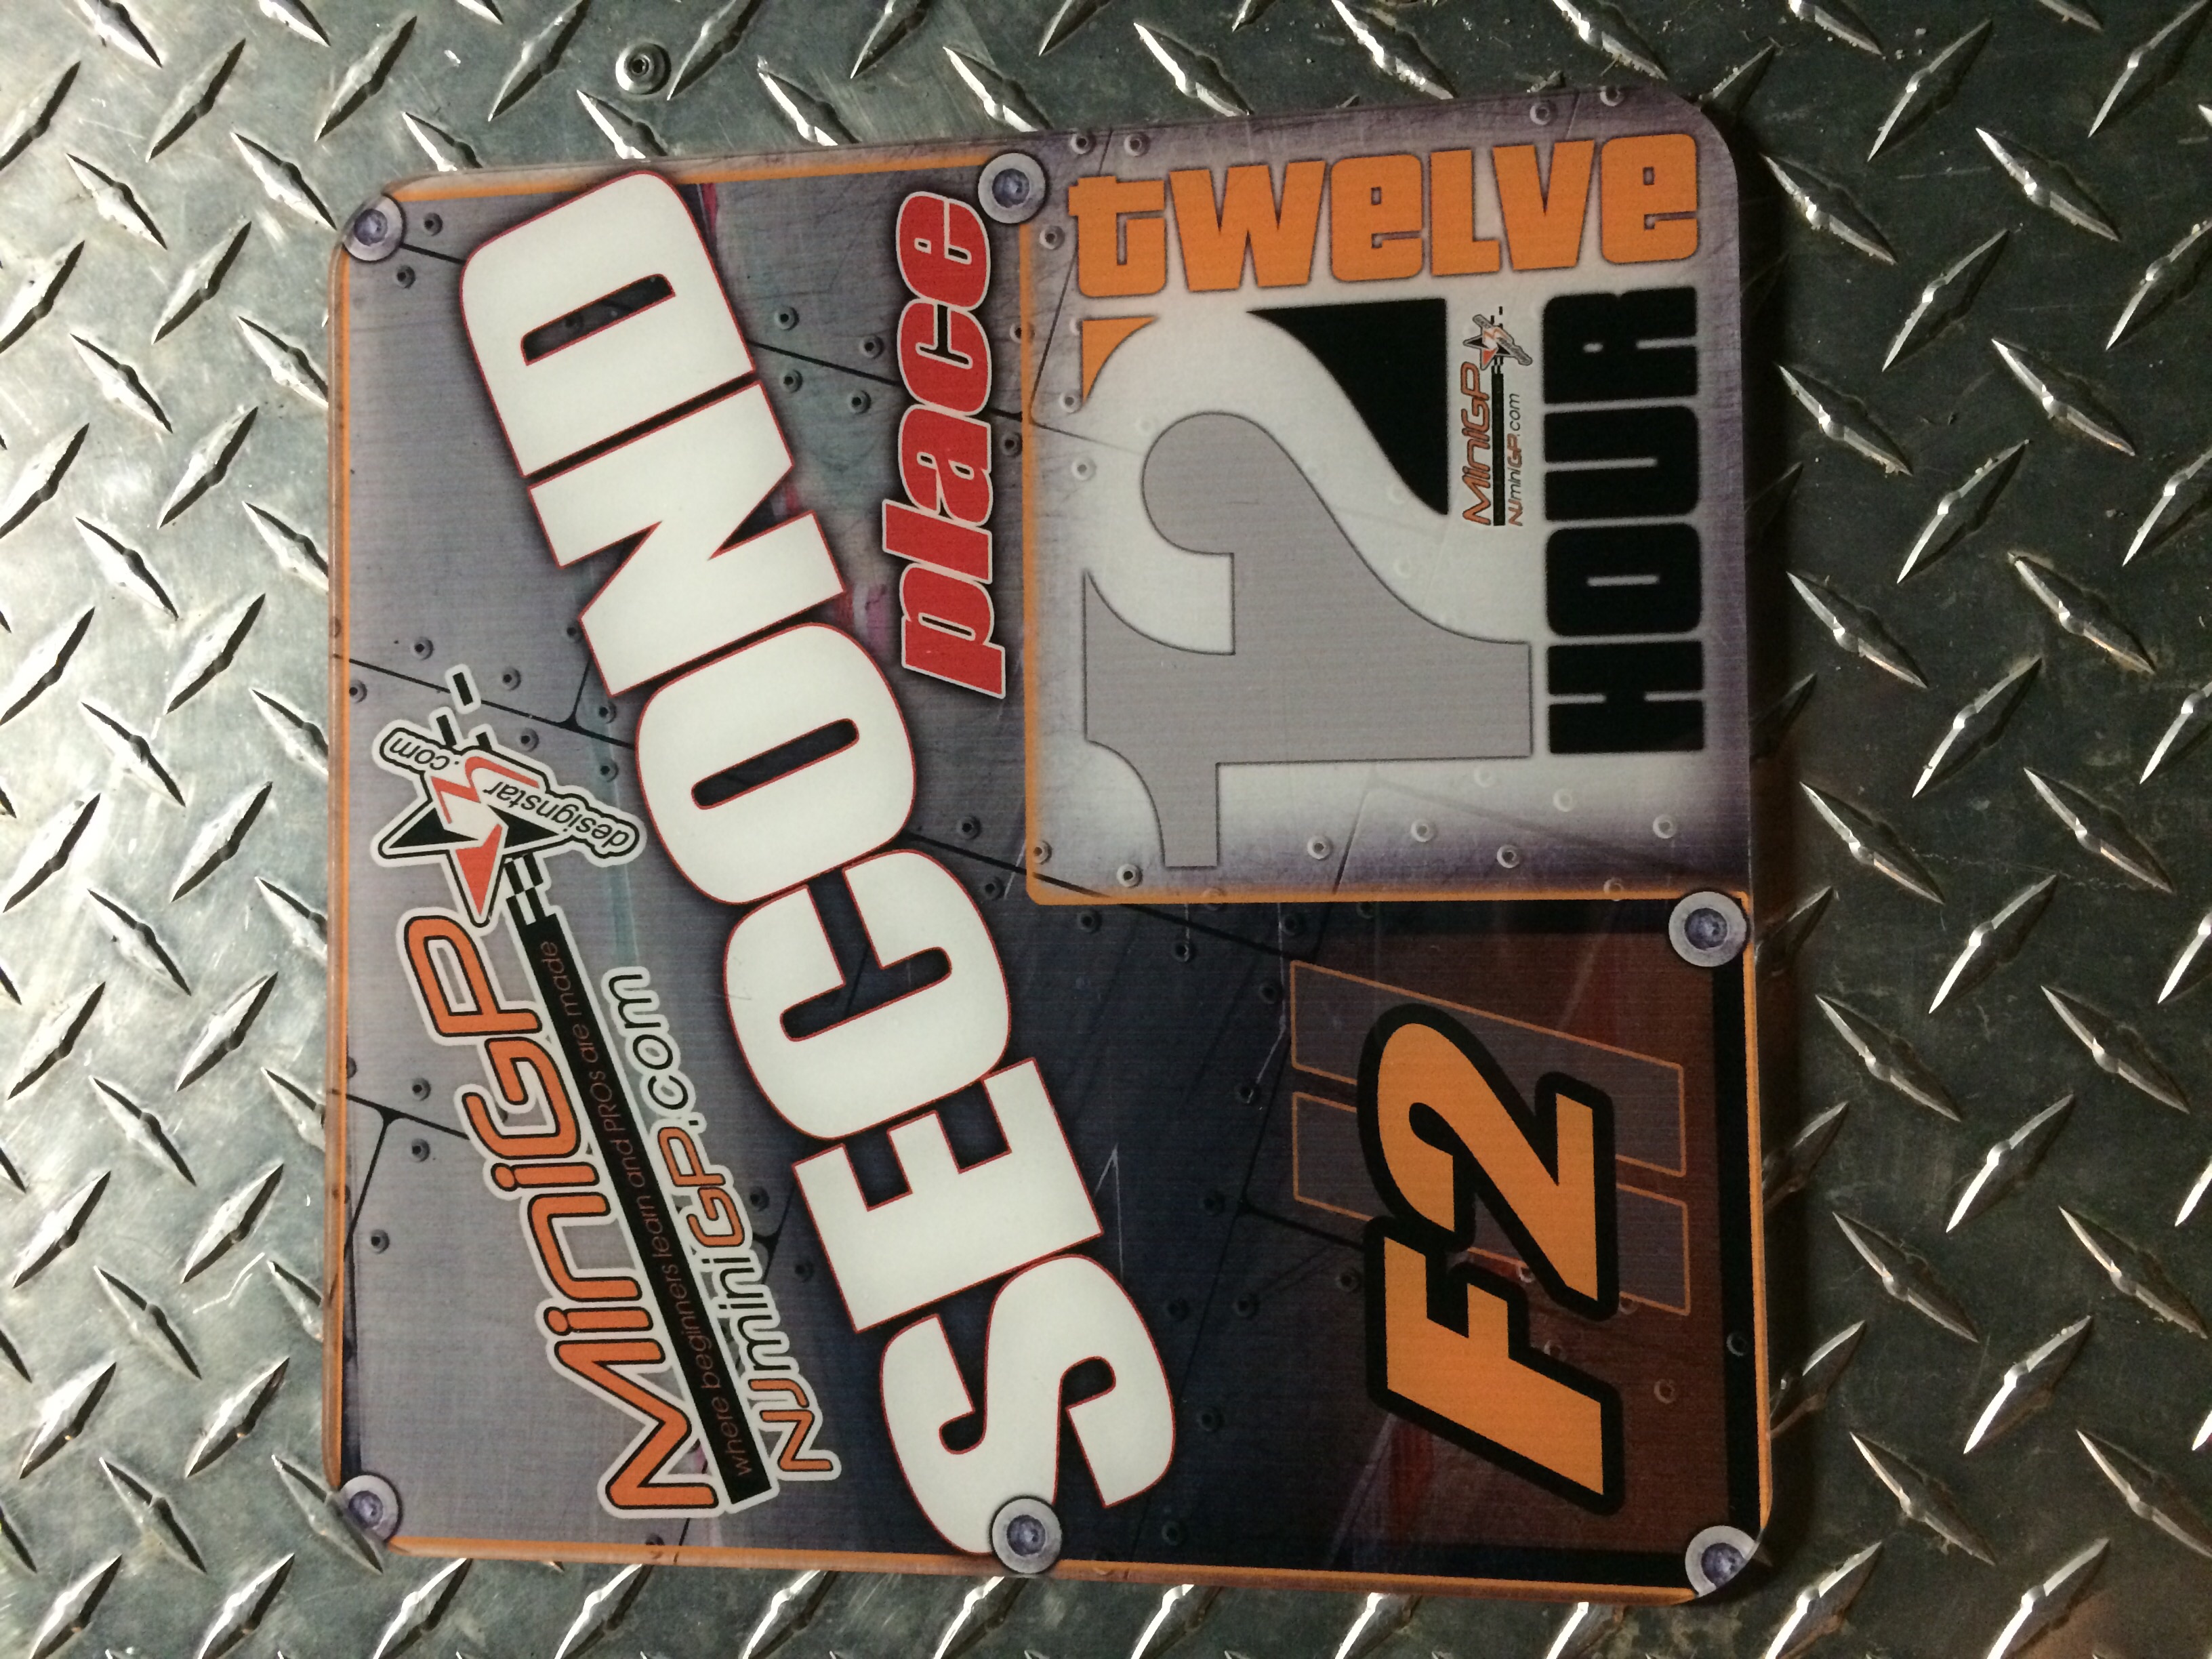 MiniGP
where beginners learn and PROs are made
NJminiGP.com
designstar
.com
SECOND
place
F2
12
twelve
HOUR
MiniGP
NJminiGP.com